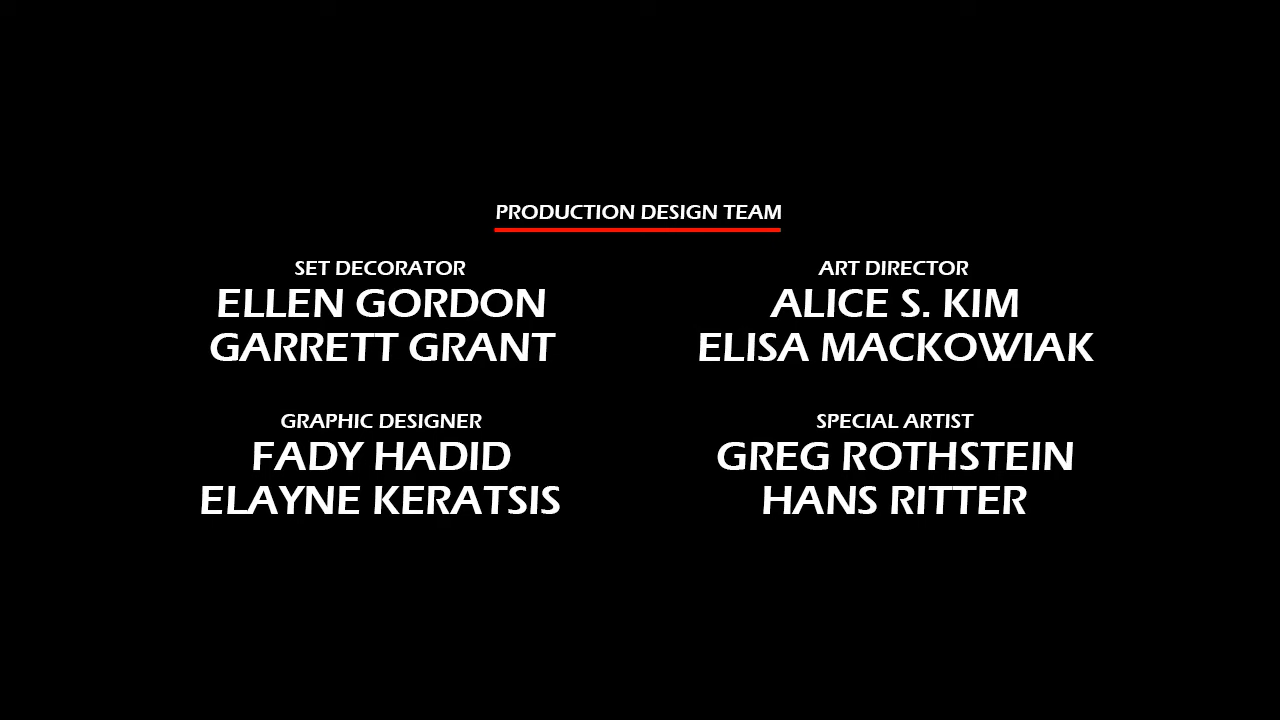 PRODUCTION DESIGN TEAM
SET DECORATOR
ELLEN GORDON
GARRETT GRANT
ART DIRECTOR
ALICE S. KIM
ELISA MACKOWIAK
GRAPHIC DESIGNER
FADY HADID
ELAYNE KERATSIS
SPECIAL ARTIST
GREG ROTHSTEIN
HANS RITTER